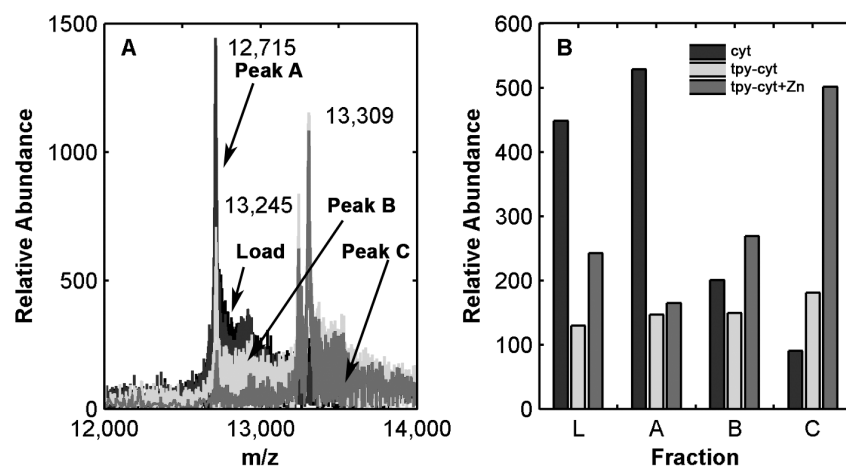 A
1500
1000
500
0
Relative Abundance
12,715
Peak A
13,309
13,245
Peak B
Load
Peak C
12,000
13,000
14,000
m/z
B
600
500
400
300
200
100
0
Relative Abundance
cyt
tpy-cyt
tpy-cyt+Zn
L
A
B
C
Fraction